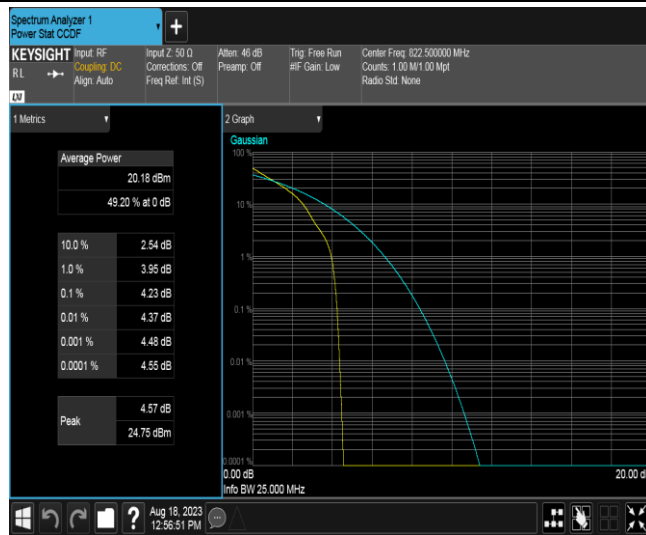 Spectrum Analyzer 1
Power Stat CCDF
+
KEYSIGHT
RL
Input: RF
Coupling: DC
Align: Auto
Input Z: 50 Ω
Corrections: Off
Freq Ref: Int (S)
Atten: 46 dB
Preamp: Off
Trig: Free Run
#IF Gain: Low
Center Freq: 822.500000 MHz
Counts: 1.00 M/1.00 Mpt
Radio Std: None
1 Metrics
Average Power
20.18 dBm
49.20 % at 0 dB
10.0 % 2.54 dB
1.0 % 3.95 dB
0.1 % 4.23 dB
0.01 % 4.37 dB
0.001 % 4.48 dB
0.0001 % 4.55 dB
Peak
4.57 dB
24.75 dBm
2 Graph
Gaussian
100 %
10 %
1 %
0.1 %
0.01 %
0.001 %
0.0001 %
0.00 dB
20.00 d
Info BW 25.000 MHz
?
Aug 18, 2023
12:56:51 PM